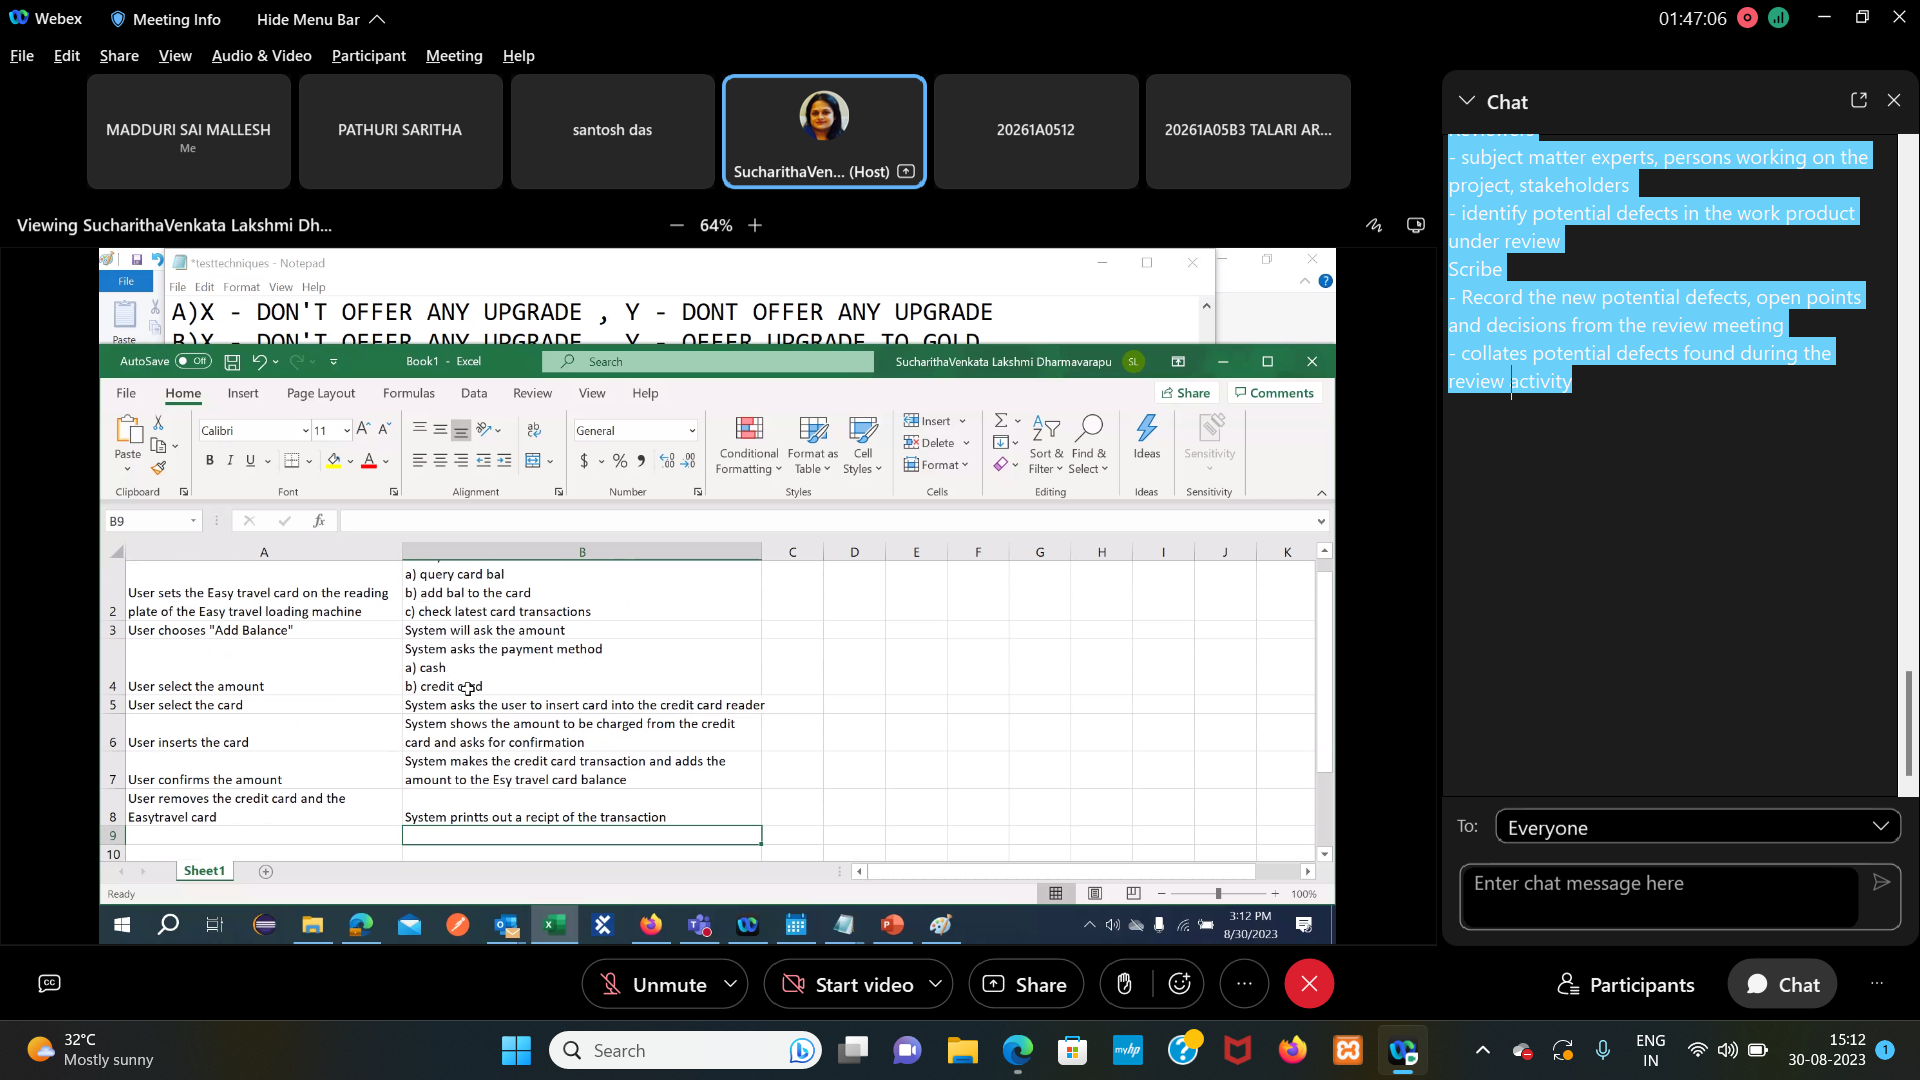 Webex
Meeting Info
Hide Menu Bar
01:47:06
File
Edit
Share
View
Audio & Video
Participant
Meeting
Help
MADDURI SAI MALLESH
Me
PATHURI SARITHA
santosh das
SucharithaVen... (Host)
20261A0512
20261A05B3 TALARI AR...
Viewing SucharithaVenkata Lakshmi Dh...
64%
*testtechniques - Notepad
File
File Edit Format View Help
A)X - DON'T OFFER ANY UPGRADE , Y - DONT OFFER ANY UPGRADE
B)X - DON'T OFFER ANY UPGRADE, Y - OFFER UPGRADE TO GOLD
Paste
AutoSave Off
Book1 - Excel
Search
SucharithaVenkata Lakshmi Dharmavarapu
SL
File Home Insert Page Layout Formulas Data Review View Help
Share
Comments
Paste
Calibri
11
B I U
General
$ % ,
Conditional Formatting
Format as Table
Cell Styles
Insert
Delete
Format
Sort & Filter
Find & Select
Ideas
Sensitivity
Clipboard Font Alignment Number Styles Cells Editing Ideas Sensitivity
B9
fx
A B C D E F G H I J K
a) query card bal
User sets the Easy travel card on the reading
b) add bal to the card
2 plate of the Easy travel loading machine
c) check latest card transactions
3 User chooses "Add Balance"
System will ask the amount
System asks the payment method
a) cash
4 User select the amount
b) credit card
5 User select the card
System asks the user to insert card into the credit card reader
System shows the amount to be charged from the credit
6 User inserts the card
card and asks for confirmation
System makes the credit card transaction and adds the
7 User confirms the amount
amount to the Esy travel card balance
User removes the credit card and the
8 Easytravel card
System printts out a recipt of the transaction
9
10
Sheet1
Ready
100%
3:12 PM
8/30/2023
Chat
Reviewers
- subject matter experts, persons working on the
project, stakeholders
- identify potential defects in the work product
under review
Scribe
- Record the new potential defects, open points
and decisions from the review meeting
- collates potential defects found during the
review activity
To:
Everyone
Enter chat message here
CC
Unmute
Start video
Share
Participants
Chat
32°C
Mostly sunny
Search
myhp
ENG
IN
15:12
30-08-2023
1